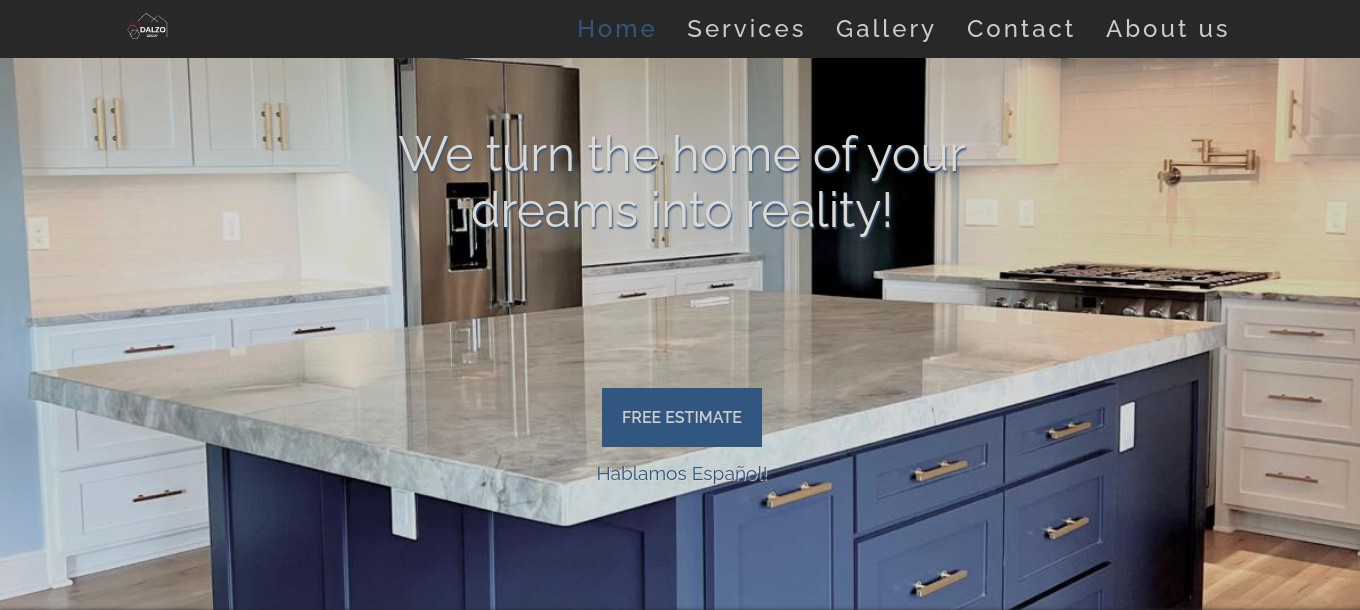 DALZO
GROUP
Home Services Gallery Contact About us
We turn the home of your
dreams into reality!
FREE ESTIMATE
Hablamos Español!